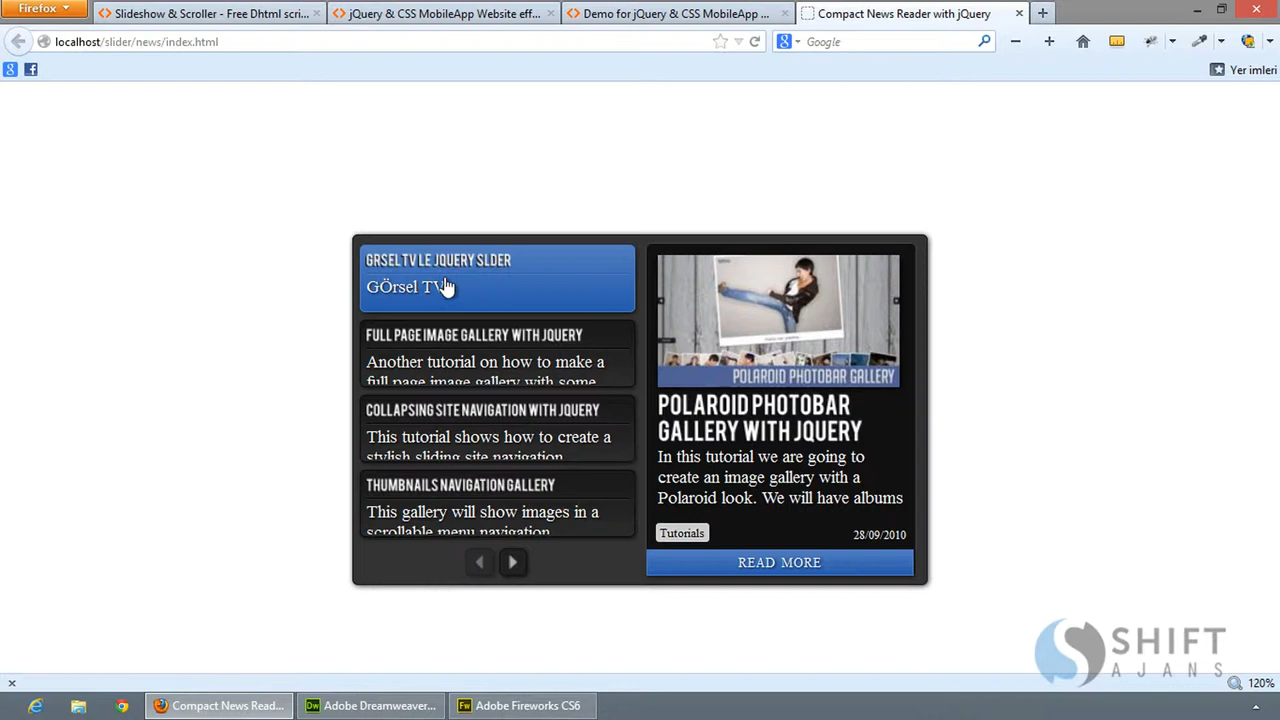 Firefox
Slideshow & Scroller - Free Dhtml scri...
jQuery & CSS MobileApp Website eff...
Demo for jQuery & CSS MobileApp ...
Compact News Reader with jQuery
localhost/slider/news/index.html
Google
Yer imleri
GRSEL TV LE JQUERY SLDER
GÖrsel TV
FULL PAGE IMAGE GALLERY WITH JQUERY
Another tutorial on how to make a
full page image gallery with some
COLLAPSING SITE NAVIGATION WITH JQUERY
This tutorial shows how to create a
stylish sliding site navigation
THUMBNAILS NAVIGATION GALLERY
This gallery will show images in a
scrollable menu navigation
POLAROID PHOTOBAR GALLERY
POLAROID PHOTOBAR
GALLERY WITH JQUERY
In this tutorial we are going to
create an image gallery with a
Polaroid look. We will have albums
Tutorials
28/09/2010
READ MORE
SHIFT
AJANS
120%
Compact News Read...
Adobe Dreamweaver...
Adobe Fireworks CS6